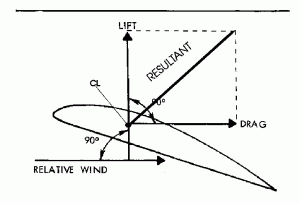 LIFT
RESULTANT
CL
90°
DRAG
90°
RELATIVE WIND